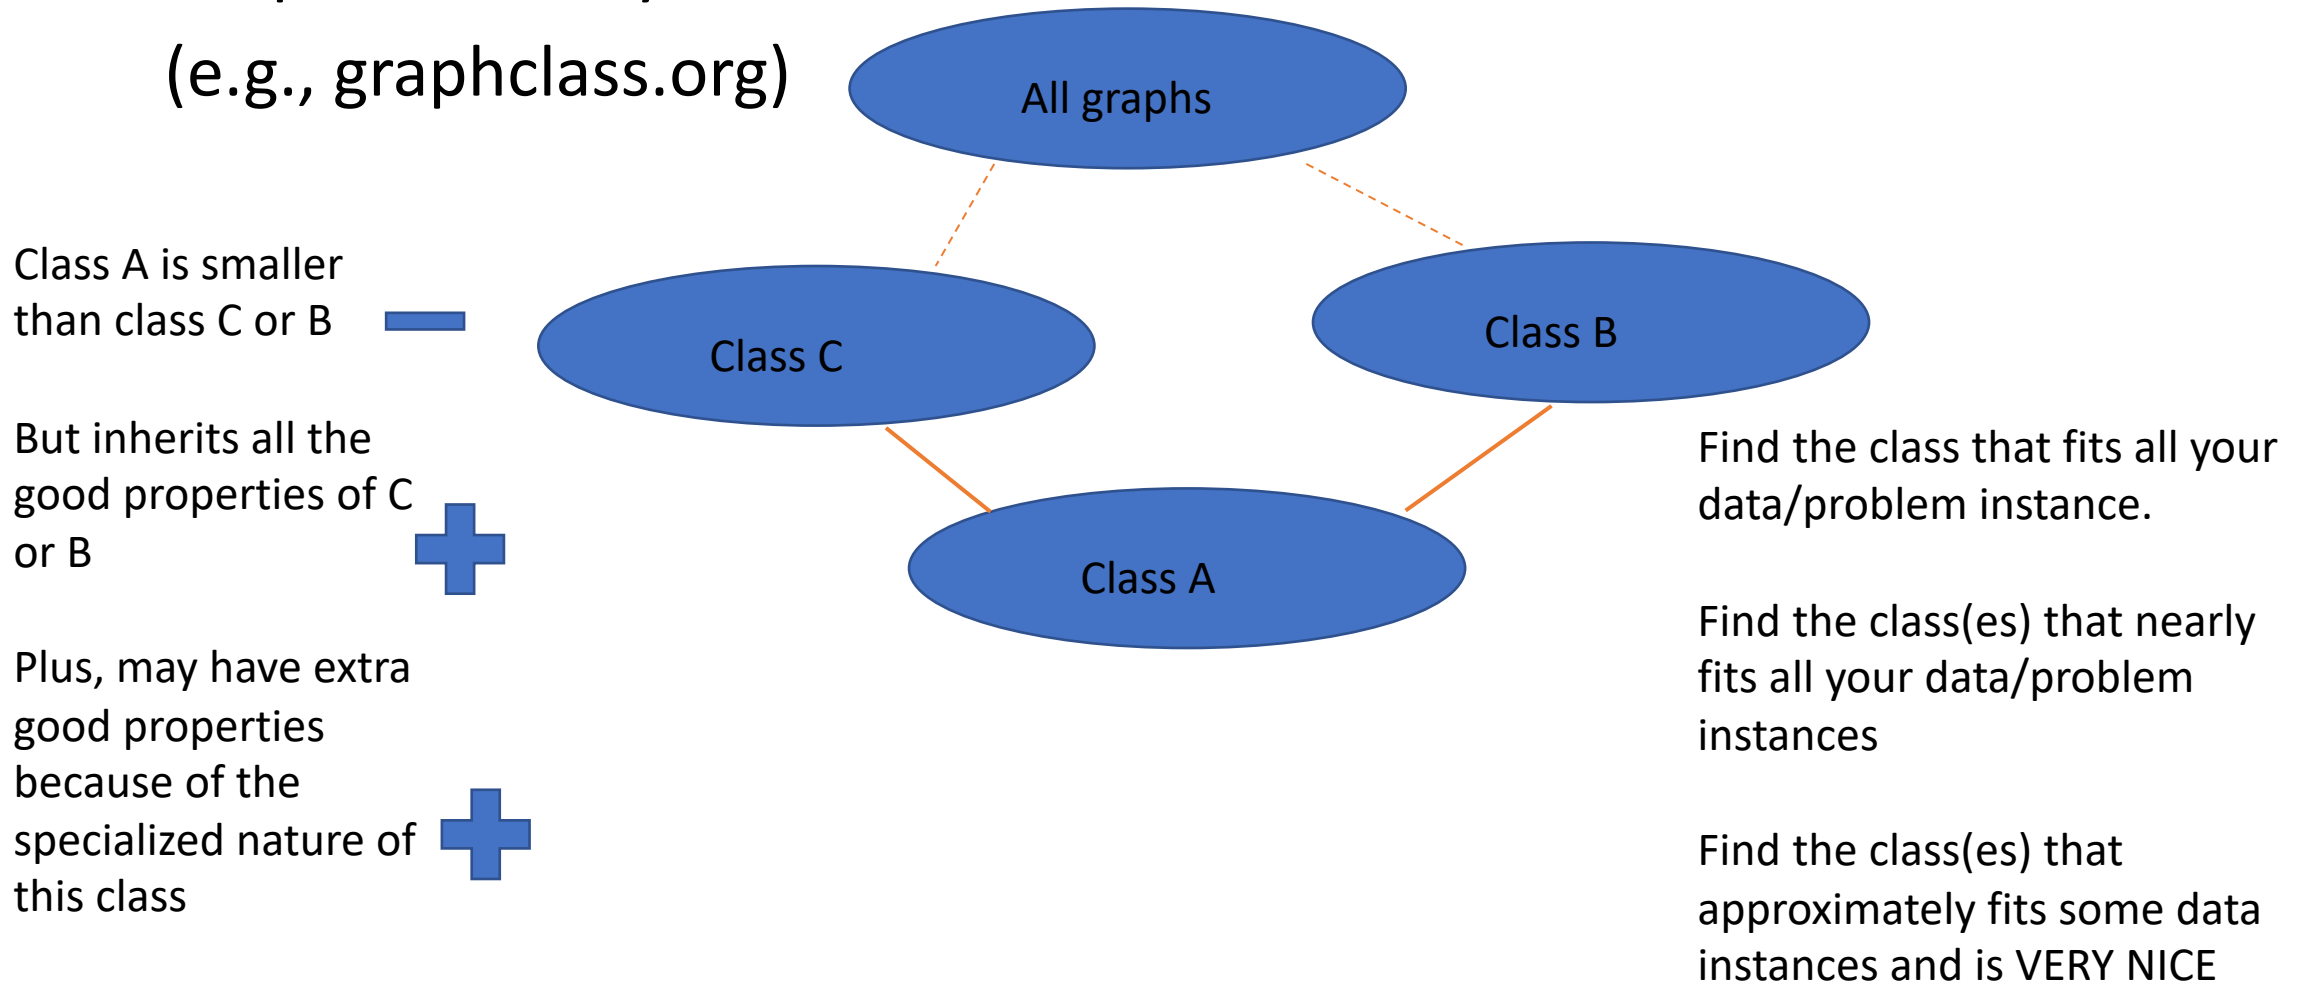 (e.g., graphclass.org)
All graphs
Class A is smaller
than class C or B
Class C
Class B
But inherits all the
good properties of C
or B
Class A
Plus, may have extra
good properties
because of the
specialized nature of
this class
Find the class that fits all your
data/problem instance.
Find the class(es) that nearly
fits all your data/problem
instances
Find the class(es) that
approximately fits some data
instances and is VERY NICE